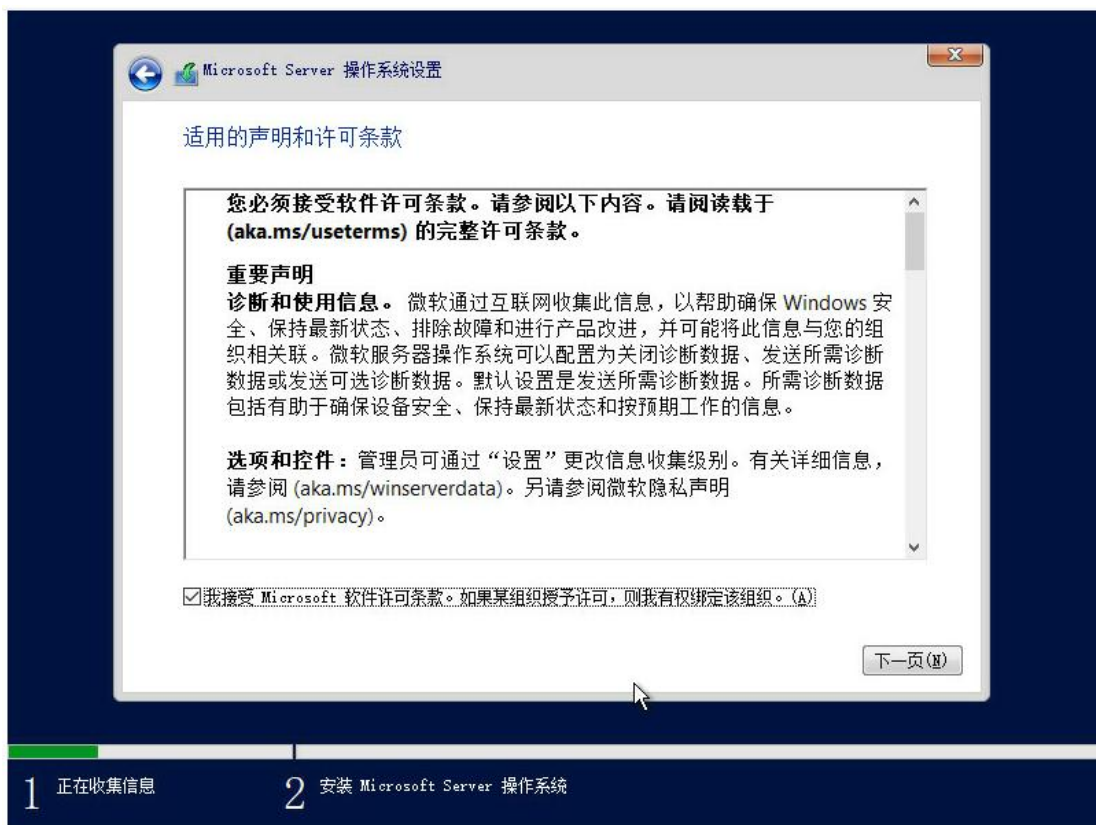 Microsoft Server 操作系统设置
适用的声明和许可条款
您必须接受软件许可条款。请参阅以下内容。请阅读载于
(aka.ms/useterms) 的完整许可条款。
重要声明
诊断和使用信息。 微软通过互联网收集此信息，以帮助确保 Windows 安
全、保持最新状态、排除故障和进行产品改进，并可能将此信息与您的组
织相关联。微软服务器操作系统可以配置为关闭诊断数据、发送所需诊断
数据或发送可选诊断数据。默认设置是发送所需诊断数据。所需诊断数据
包括有助于确保设备安全、保持最新状态和按预期工作的信息。
选项和控件：管理员可通过“设置”更改信息收集级别。有关详细信息，
请参阅 (aka.ms/winserverdata)。另请参阅微软隐私声明
(aka.ms/privacy)。
我接受 Microsoft 软件许可条款。如果某组织授予许可，则我有权绑定该组织。(A)
下一页(N)
1 正在收集信息
2 安装 Microsoft Server 操作系统